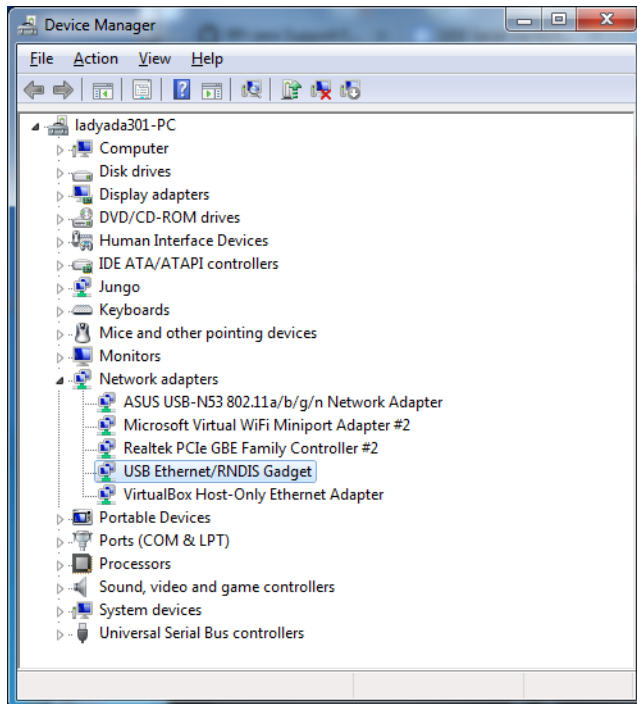 Device Manager
File Action View Help
ladyada301-PC
Computer
Disk drives
Display adapters
DVD/CD-ROM drives
Human Interface Devices
IDE ATA/ATAPI controllers
Jungo
Keyboards
Mice and other pointing devices
Monitors
Network adapters
ASUS USB-N53 802.11a/b/g/n Network Adapter
Microsoft Virtual WiFi Miniport Adapter #2
Realtek PCIe GBE Family Controller #2
USB Ethernet/RNDIS Gadget
VirtualBox Host-Only Ethernet Adapter
Portable Devices
Ports (COM & LPT)
Processors
Sound, video and game controllers
System devices
Universal Serial Bus controllers